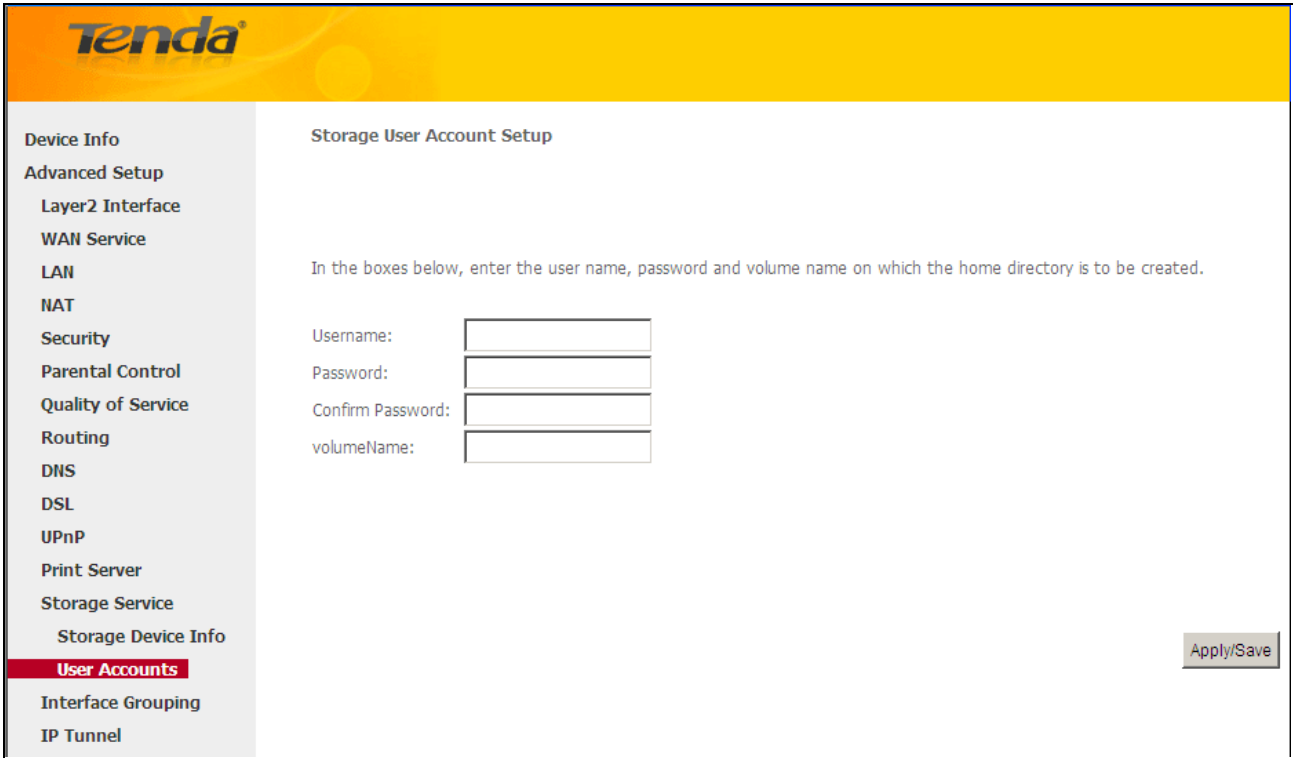 Tenda®
Device Info
Advanced Setup
Layer2 Interface
WAN Service
LAN
NAT
Security
Parental Control
Quality of Service
Routing
DNS
DSL
UPnP
Print Server
Storage Service
Storage Device Info
User Accounts
Interface Grouping
IP Tunnel
Storage User Account Setup
In the boxes below, enter the user name, password and volume name on which the home directory is to be created.
Username:
Password:
Confirm Password:
volumeName:
Apply/Save